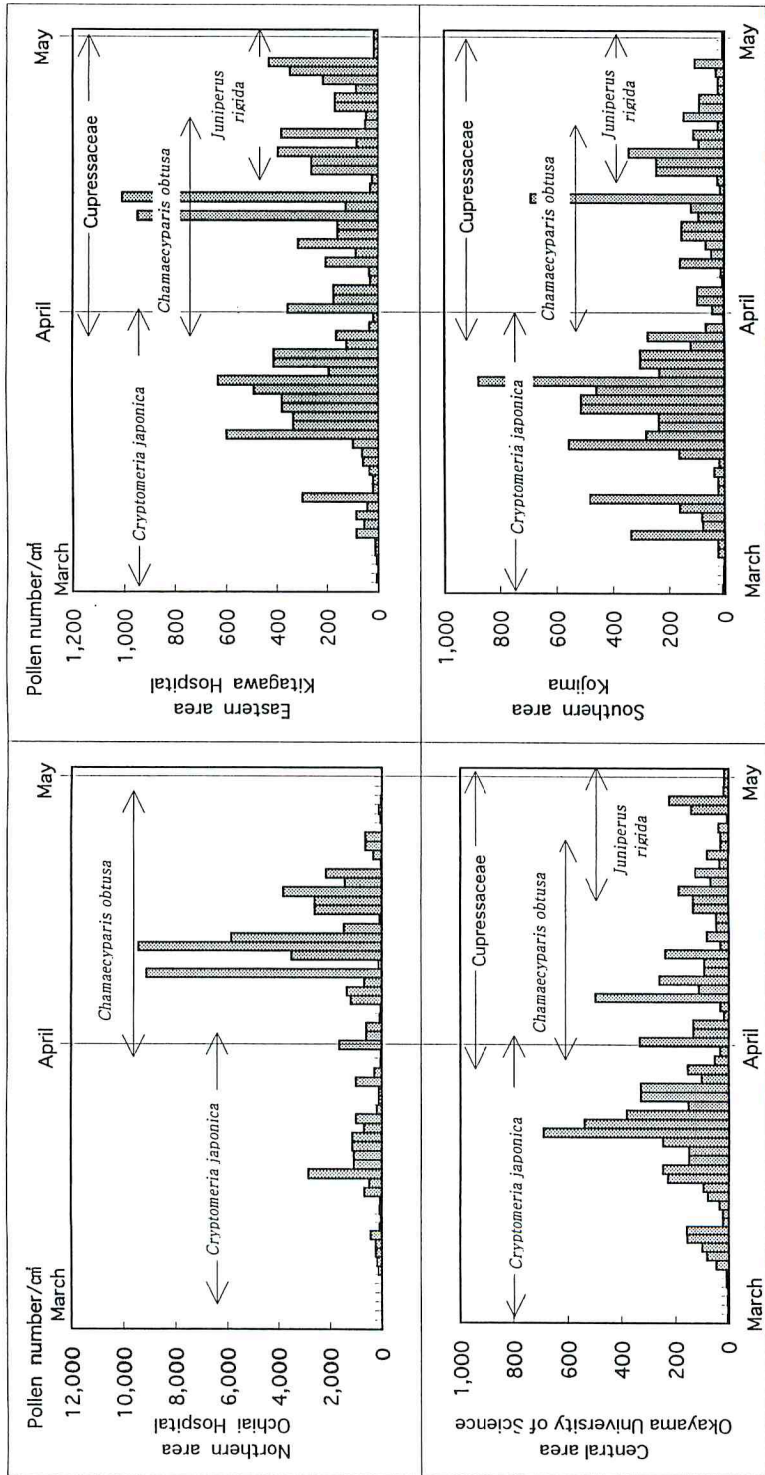 Pollen number/c㎡
March
April
May
12,000
10,000
8,000
6,000
4,000
2,000
0
Northern area
Ochiai Hospital
Cryptomeria japonica
Chamaecyparis obtusa
Pollen number/c㎡
March
April
May
1,200
1,000
800
600
400
200
0
Eastern area
Kitagawa Hospital
Cryptomeria japonica
Cupressaceae
Chamaecyparis obtusa
Juniperus
rigida
1,000
800
600
400
200
0
Central area
Okayama University of Science
Cryptomeria japonica
Cupressaceae
Chamaecyparis obtusa
Juniperus
rigida
March
April
May
1,000
800
600
400
200
0
Southern area
Kojima
Cryptomeria japonica
Cupressaceae
Chamaecyparis obtusa
Juniperus
rigida
March
April
May